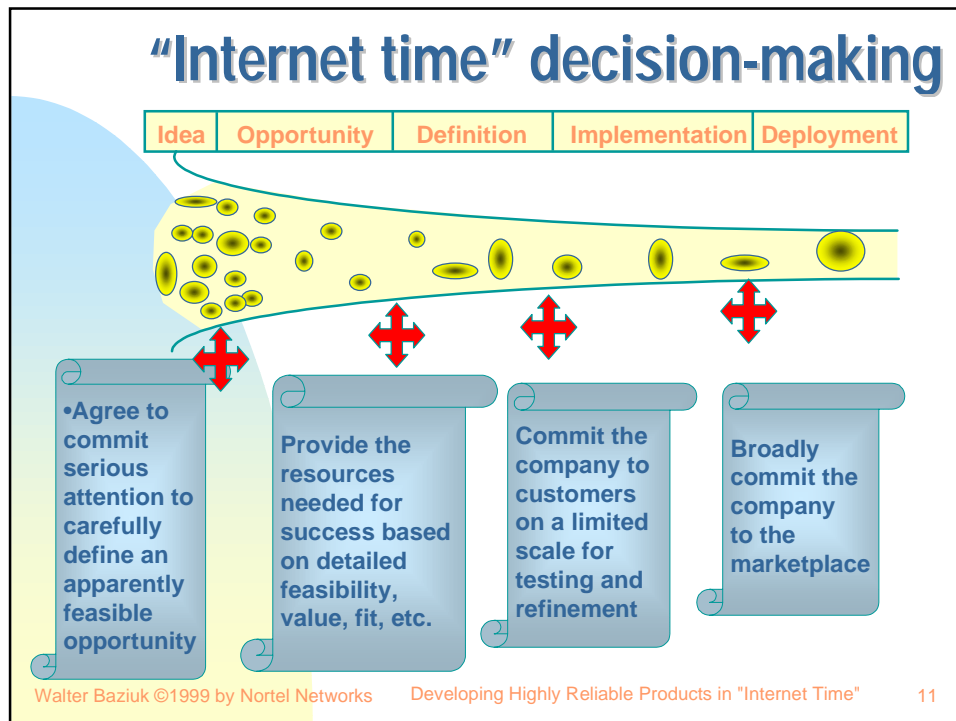 “Internet time” decision-making
Idea Opportunity Definition Implementation Deployment
•Agree to
commit
serious
attention to
carefully
define an
apparently
feasible
opportunity
Provide the
resources
needed for
success based
on detailed
feasibility,
value, fit, etc.
Commit the
company to
customers
on a limited
scale for
testing and
refinement
Broadly
commit the
company
to the
marketplace
Walter Baziuk ©1999 by Nortel Networks Developing Highly Reliable Products in "Internet Time" 11